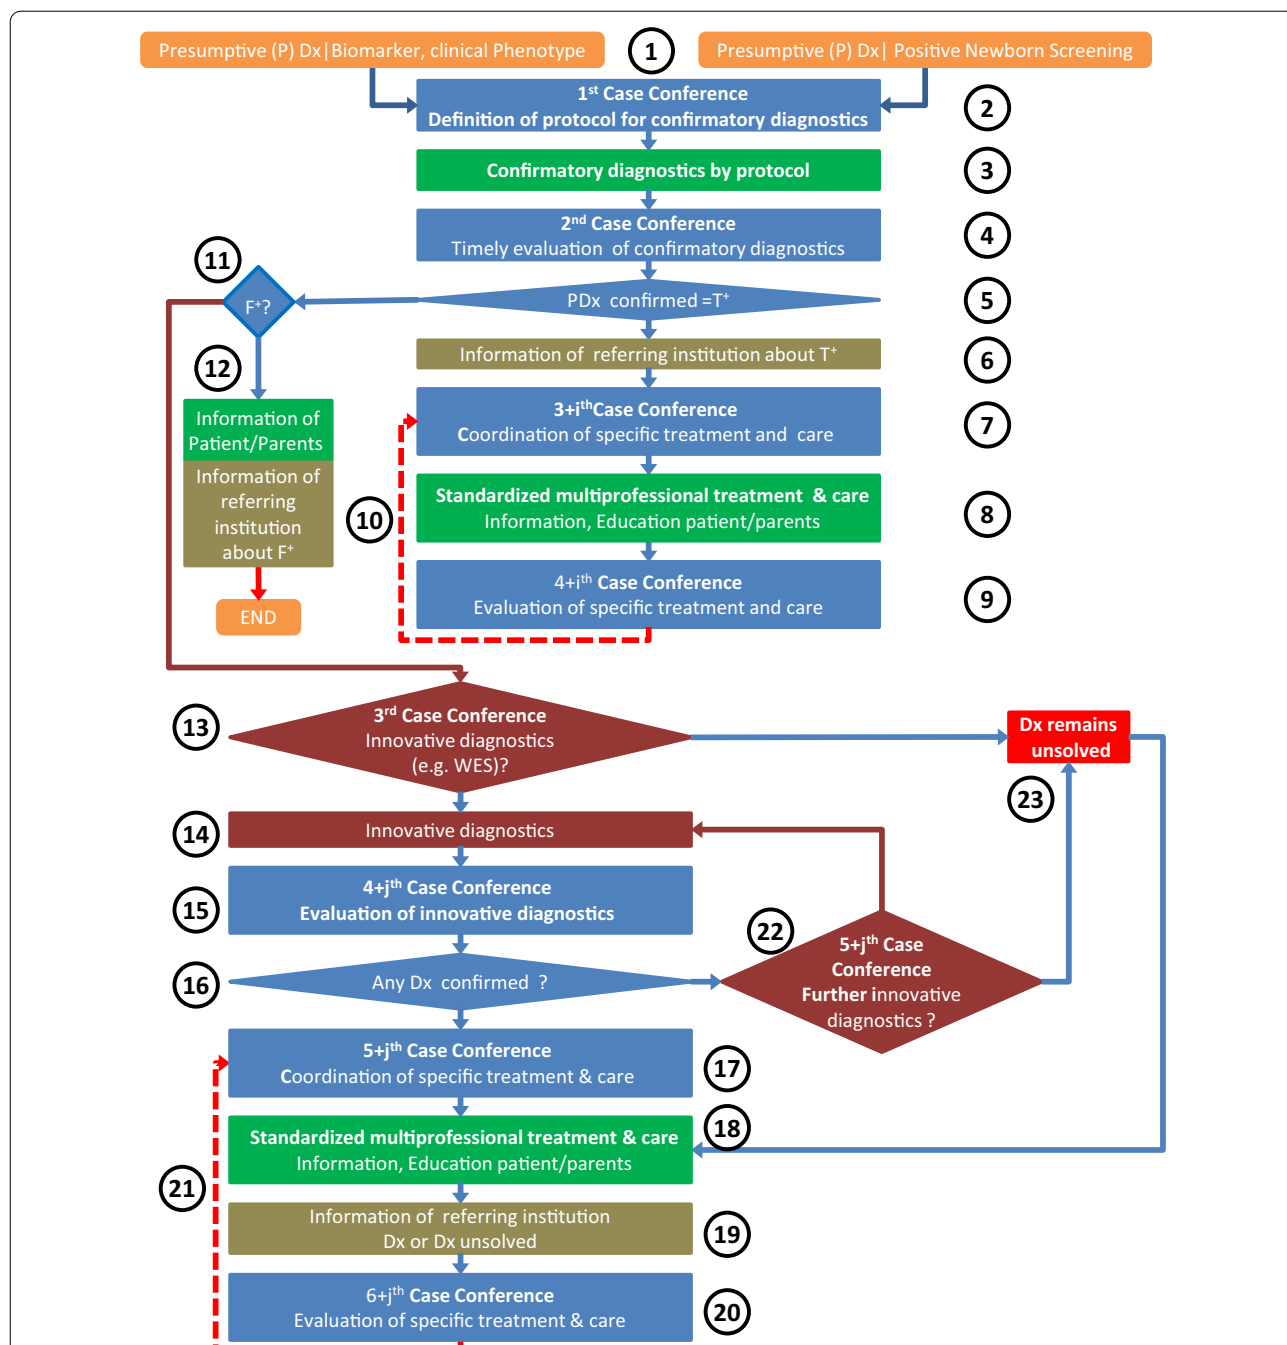 Presumptive (P) Dx|Biomarker, clinical Phenotype
1
Presumptive (P) Dx| Positive Newborn Screening
1st Case Conference
Definition of protocol for confirmatory diagnostics
2
Confirmatory diagnostics by protocol
3
2nd Case Conference
Timely evaluation of confirmatory diagnostics
4
11
F+?
PDx confirmed =T+
5
12
Information of referring institution about T+
6
Information of
Patient/Parents
Information of
referring
institution
about F+
END
3+ith Case Conference
Coordination of specific treatment and care
7
10
Standardized multiprofessional treatment & care
Information, Education patient/parents
8
4+ith Case Conference
Evaluation of specific treatment and care
9
13
3rd Case Conference
Innovative diagnostics
(e.g. WES)?
Dx remains
unsolved
23
14
Innovative diagnostics
15
4+jth Case Conference
Evaluation of innovative diagnostics
16
Any Dx confirmed ?
22
5+jth Case
Conference
Further innovative
diagnostics ?
5+jth Case Conference
Coordination of specific treatment & care
17
Standardized multiprofessional treatment & care
Information, Education patient/parents
18
21
Information of referring institution
Dx or Dx unsolved
19
6+jth Case Conference
Evaluation of specific treatment & care
20